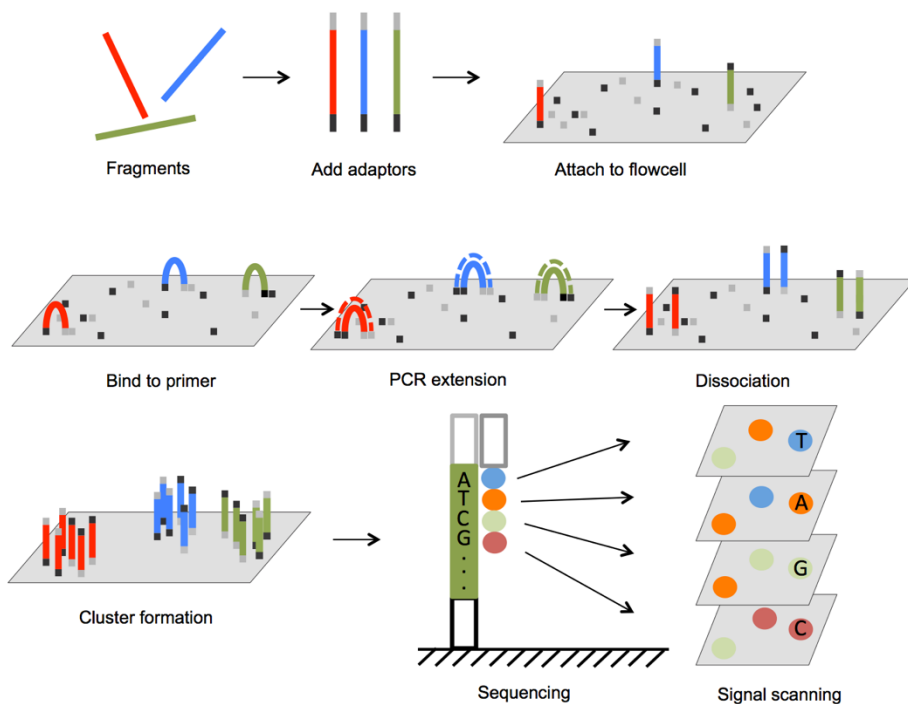 Fragments
Add adaptors
Attach to flowcell
Bind to primer
PCR extension
Dissociation
Cluster formation
A
T
C
G
.
.
.
Sequencing
T
A
G
C
Signal scanning